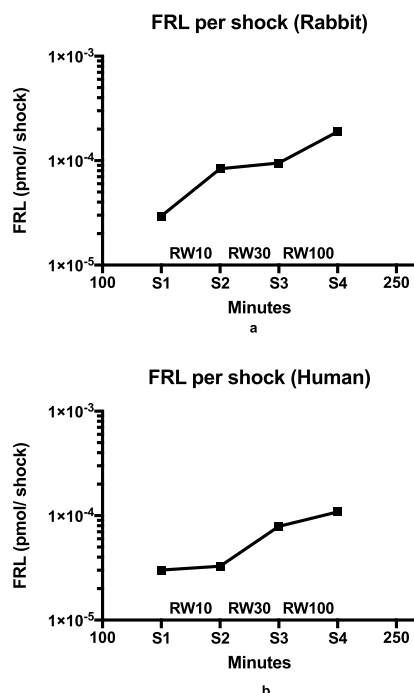 FRL per shock (Rabbit)
1×10⁻³
1×10⁻⁴
1×10⁻⁵
FRL (pmol/ shock)
RW10 RW30 RW100
100 S1 S2 S3 S4 250
Minutes
a
FRL per shock (Human)
1×10⁻³
1×10⁻⁴
1×10⁻⁵
FRL (pmol/ shock)
RW10 RW30 RW100
100 S1 S2 S3 S4 250
Minutes
b